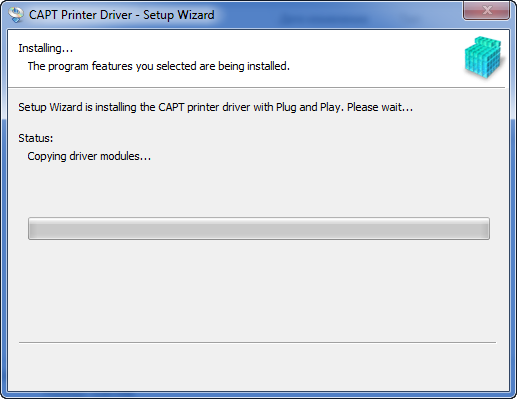 CAPT Printer Driver - Setup Wizard
Installing...
The program features you selected are being installed.
Setup Wizard is installing the CAPT printer driver with Plug and Play. Please wait...
Status:
Copying driver modules...